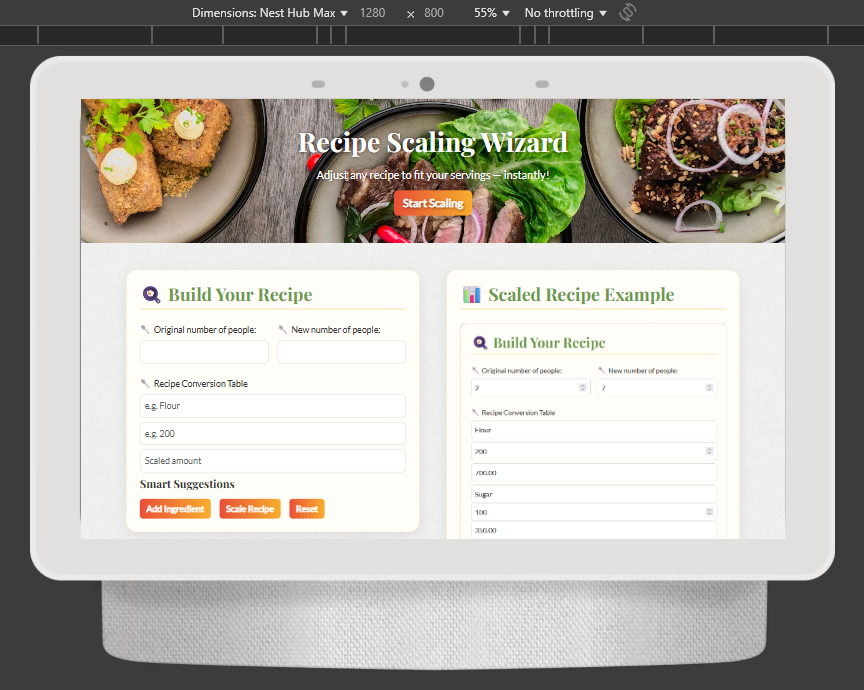 Dimensions: Nest Hub Max 1280 × 800 55% No throttling
Recipe Scaling Wizard
Adjust any recipe to fit your servings — instantly!
Start Scaling
Build Your Recipe
Original number of people: New number of people:
Recipe Conversion Table
e.g. Flour
e.g. 200
Scaled amount
Smart Suggestions
Add Ingredient Scale Recipe Reset
Scaled Recipe Example
Build Your Recipe
Original number of people: New number of people:
2 7
Recipe Conversion Table
Flour
200
700.00
Sugar
100
350.00